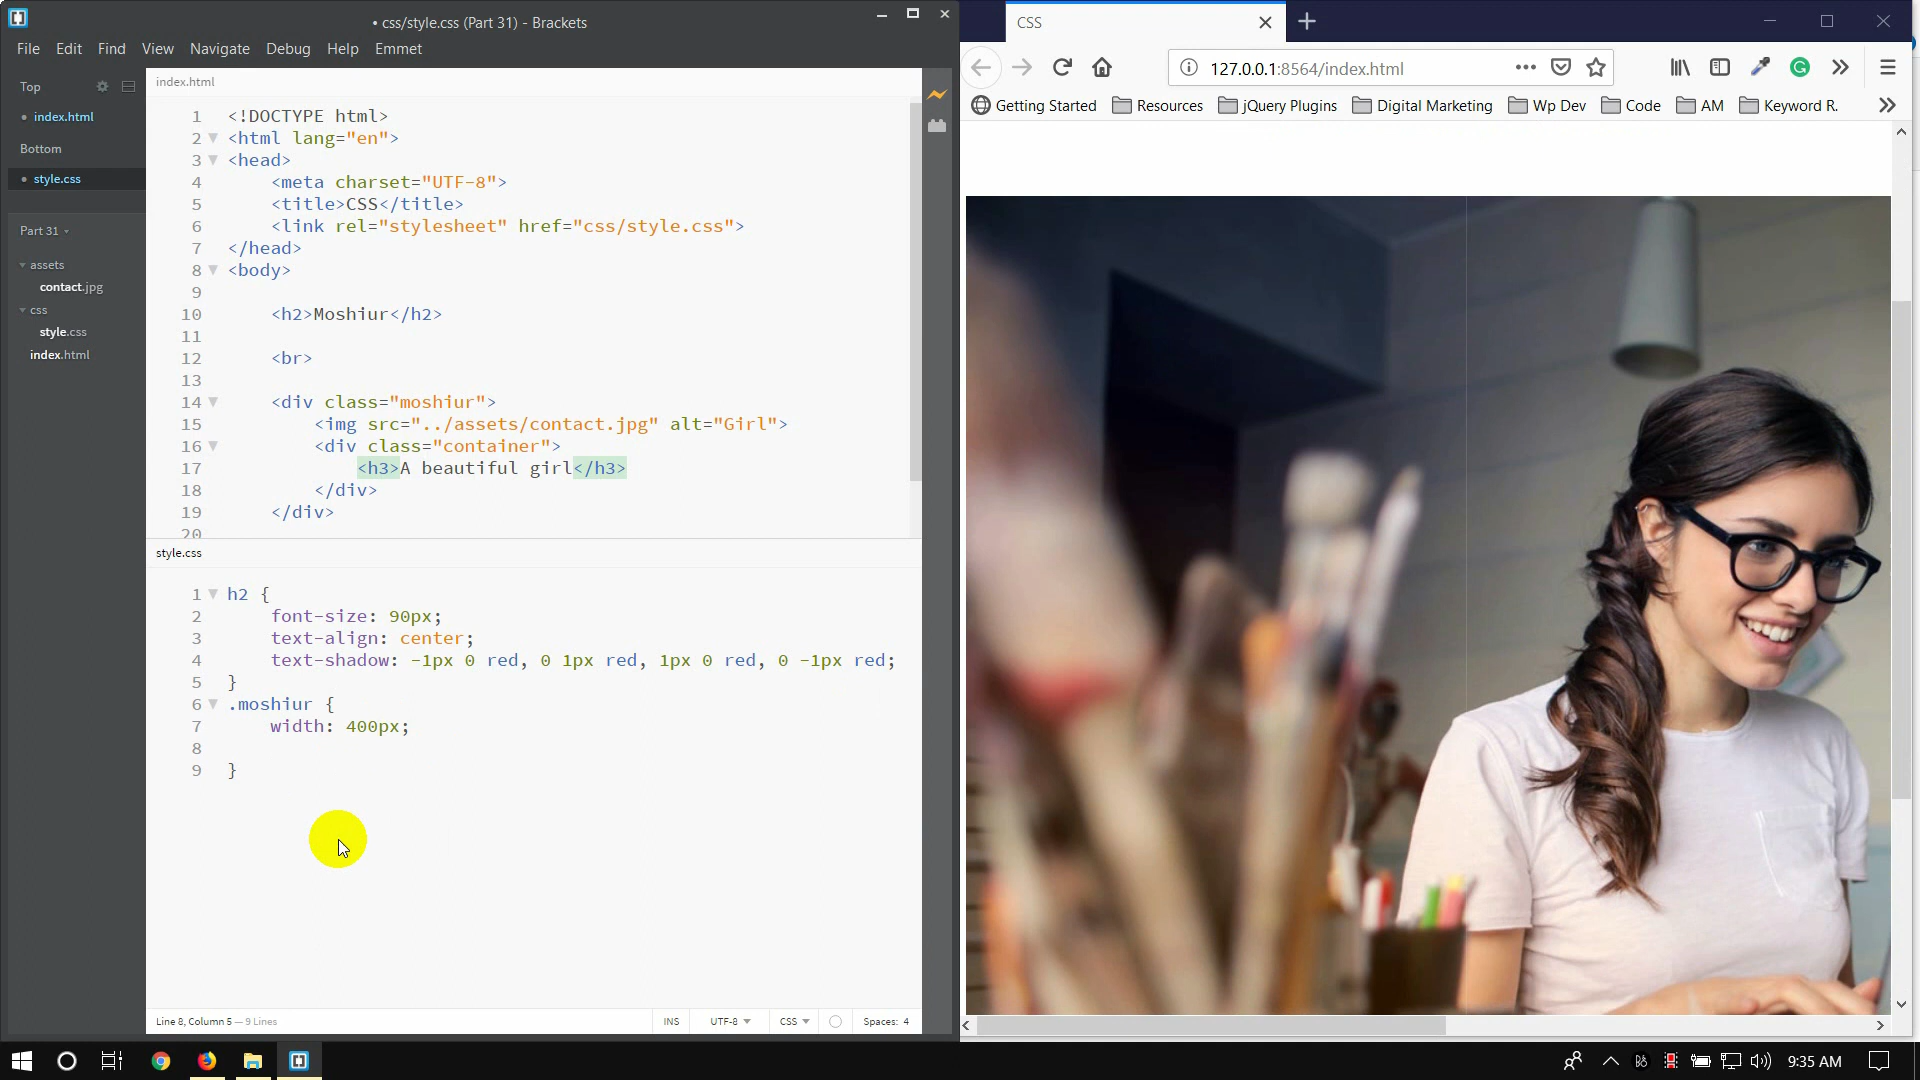 • css/style.css (Part 31) - Brackets
File Edit Find View Navigate Debug Help Emmet
Top
• index.html
Bottom
• style.css
Part 31
assets
contact.jpg
css
style.css
index.html
index.html
1 <!DOCTYPE html>
2 <html lang="en">
3 <head>
4 <meta charset="UTF-8">
5 <title>CSS</title>
6 <link rel="stylesheet" href="css/style.css">
7 </head>
8 <body>
9
10 <h2>Moshiur</h2>
11
12 <br>
13
14 <div class="moshiur">
15 <img src="../assets/contact.jpg" alt="Girl">
16 <div class="container">
17 <h3>A beautiful girl</h3>
18 </div>
19 </div>
20
style.css
1 h2 {
2 font-size: 90px;
3 text-align: center;
4 text-shadow: -1px 0 red, 0 1px red, 1px 0 red, 0 -1px red;
5 }
6 .moshiur {
7 width: 400px;
8
9 }
Line 8, Column 5 — 9 Lines
INS UTF-8 CSS Spaces: 4
CSS
127.0.0.1:8564/index.html
Getting Started Resources jQuery Plugins Digital Marketing Wp Dev Code AM Keyword R.
9:35 AM